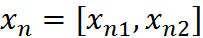 xₙ = [xₙ₁, xₙ₂]